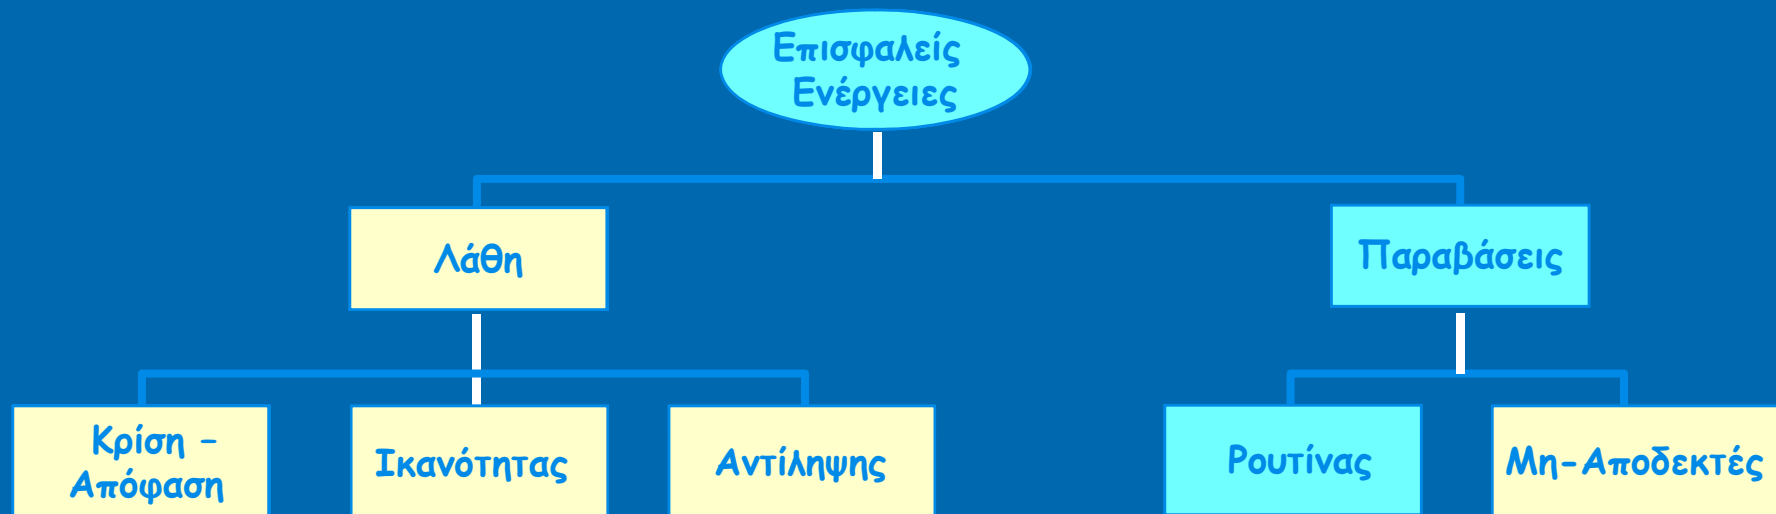 Επισφαλείς
Ενέργειες
Λάθη
Παραβάσεις
Κρίση –
Απόφαση
Ικανότητας
Αντίληψης
Ρουτίνας
Μη-Αποδεκτές